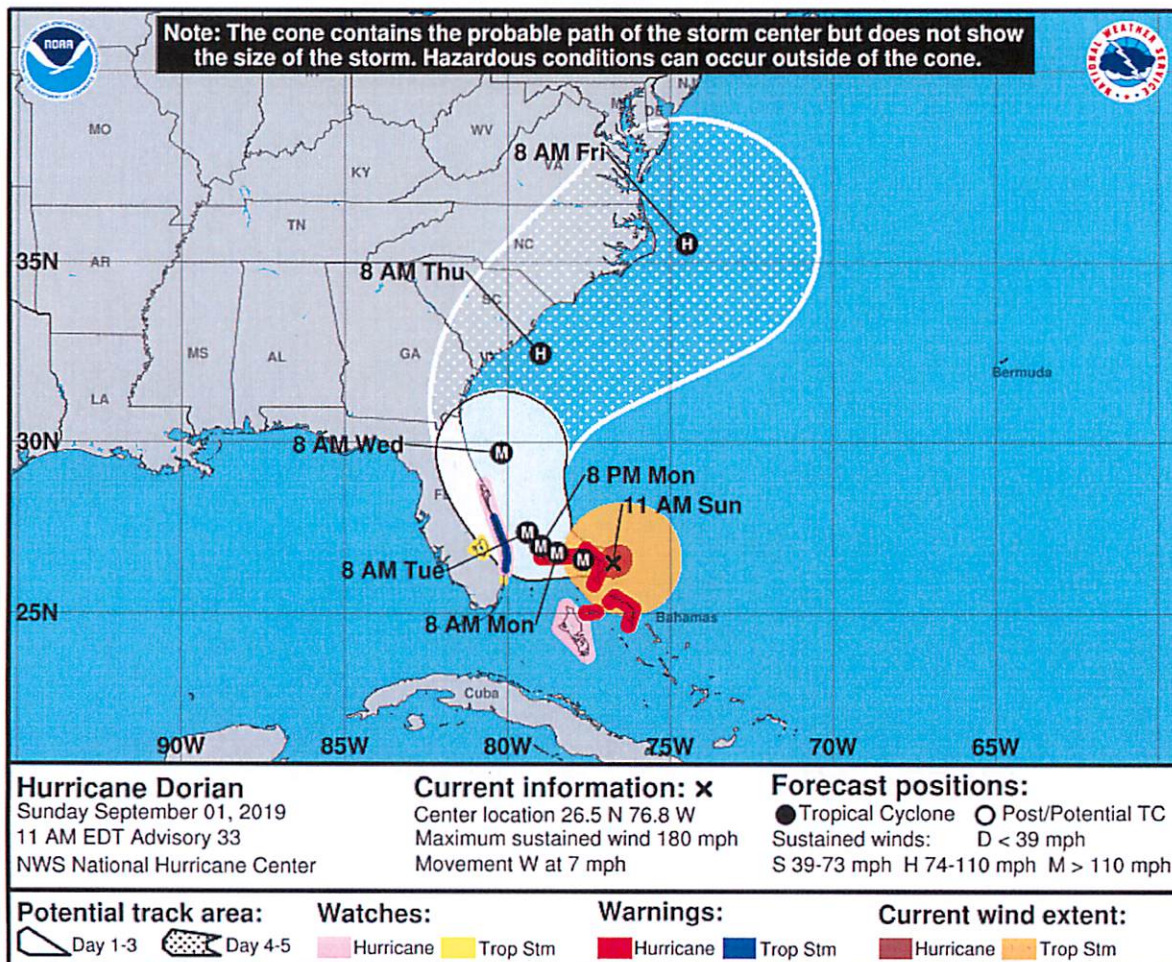 Note: The cone contains the probable path of the storm center but does not show
the size of the storm. Hazardous conditions can occur outside of the cone.
NOAA
NATIONAL WEATHER SERVICE
NJ
DE
MO
WV
8 AM Fri
VA
KY
TN
NC
35N
AR
8 AM Thu
SC
MS
AL
GA
Bermuda
LA
30N
8 AM Wed
8 PM Mon
11 AM Sun
H
H
M
M
M
M
M
8 AM Tue
8 AM Mon
25N
Bahamas
Cuba
90W
85W
80W
75W
70W
65W
Hurricane Dorian
Sunday September 01, 2019
11 AM EDT Advisory 33
NWS National Hurricane Center
Current information: x
Center location 26.5 N 76.8 W
Maximum sustained wind 180 mph
Movement W at 7 mph
Forecast positions:
Tropical Cyclone Post/Potential TC
Sustained winds: D < 39 mph
S 39-73 mph H 74-110 mph M > 110 mph
Potential track area:
Day 1-3 Day 4-5
Watches:
Hurricane Trop Stm
Warnings:
Hurricane Trop Stm
Current wind extent:
Hurricane Trop Stm